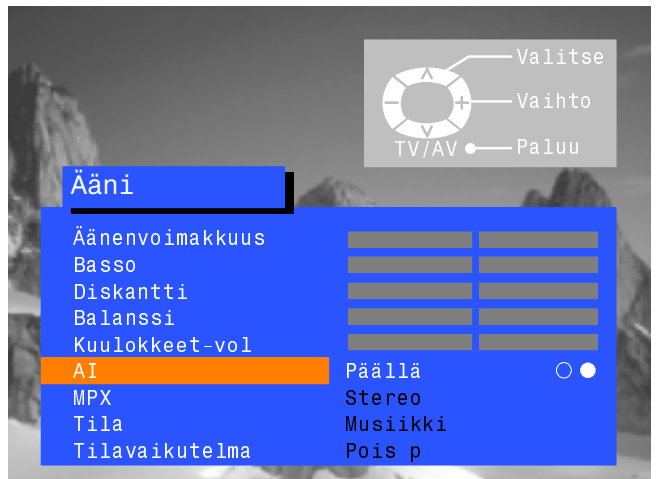 Valitse
Vaihto
TV/AV Paluu
Ääni
Äänenvoimakkuus
Basso
Diskantti
Balanssi
Kuulokkeet-vol
AI Päällä
MPX Stereo
Tila Musiikki
Tilavaikutelma Pois p